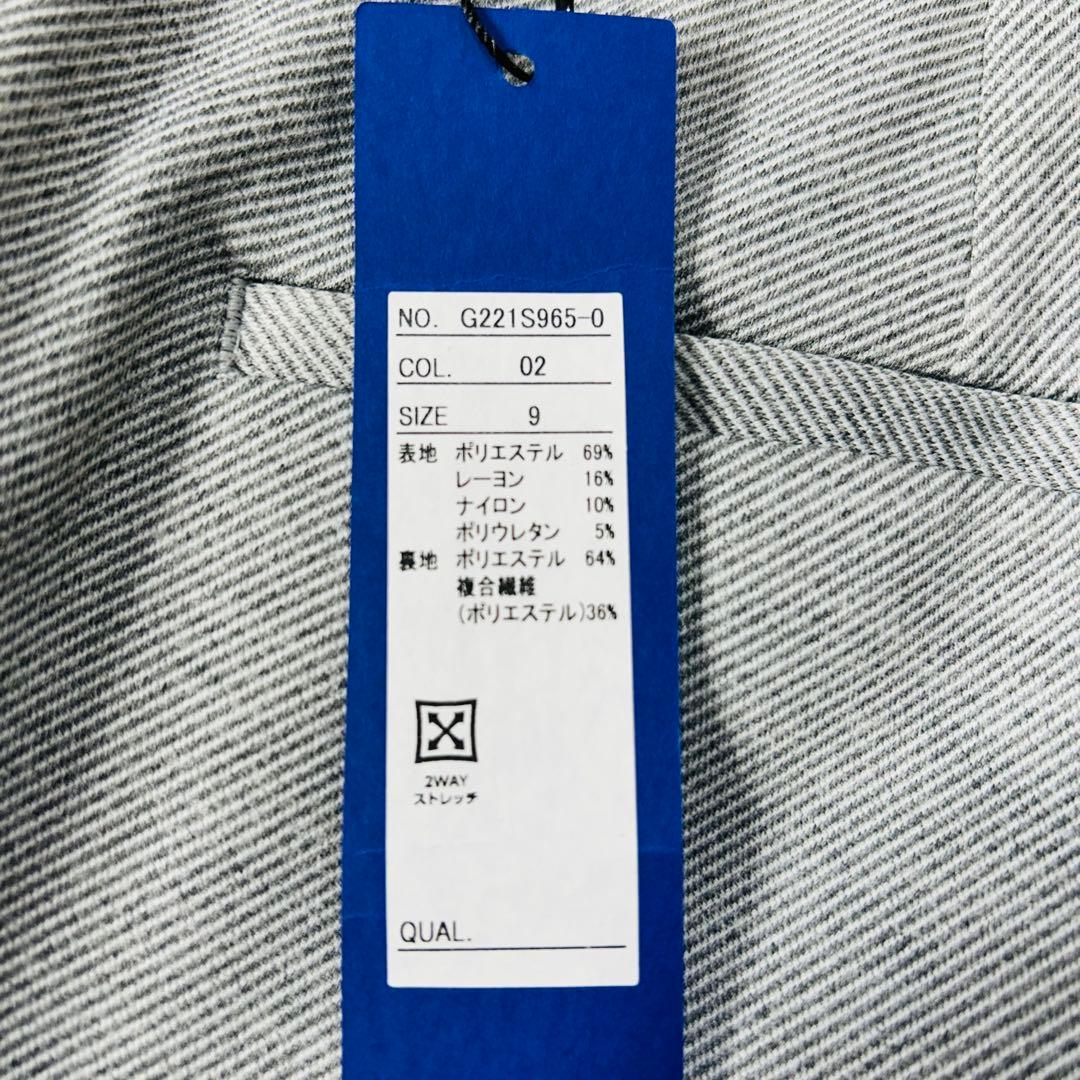 NO. G221S965-0
COL. 02
SIZE 9
表地 ポリエステル 69%
レーヨン 16%
ナイロン 10%
ポリウレタン 5%
裏地 ポリエステル 64%
複合繊維
(ポリエステル)36%
2WAY
ストレッチ
QUAL.